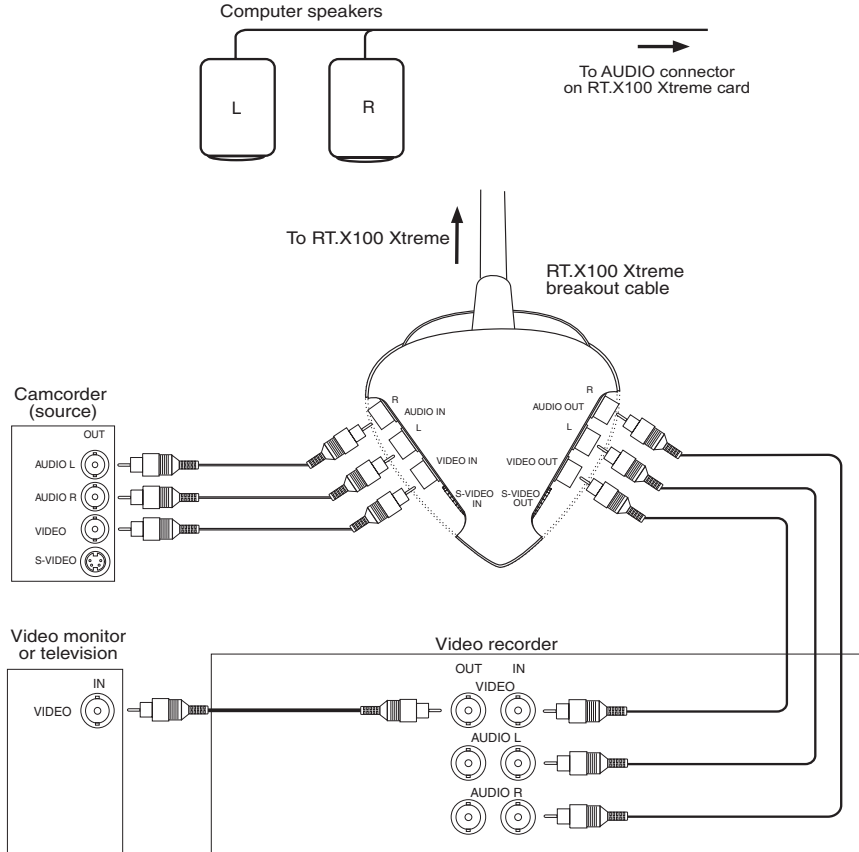 Computer speakers
L
R
To AUDIO connector
on RT.X100 Xtreme card
To RT.X100 Xtreme
RT.X100 Xtreme
breakout cable
Camcorder
(source)
OUT
AUDIO L
AUDIO R
VIDEO
S-VIDEO
R
AUDIO IN
L
VIDEO IN
S-VIDEO
IN
R
AUDIO OUT
L
VIDEO OUT
S-VIDEO
OUT
Video monitor
or television
IN
VIDEO
Video recorder
OUT IN
VIDEO
AUDIO L
AUDIO R